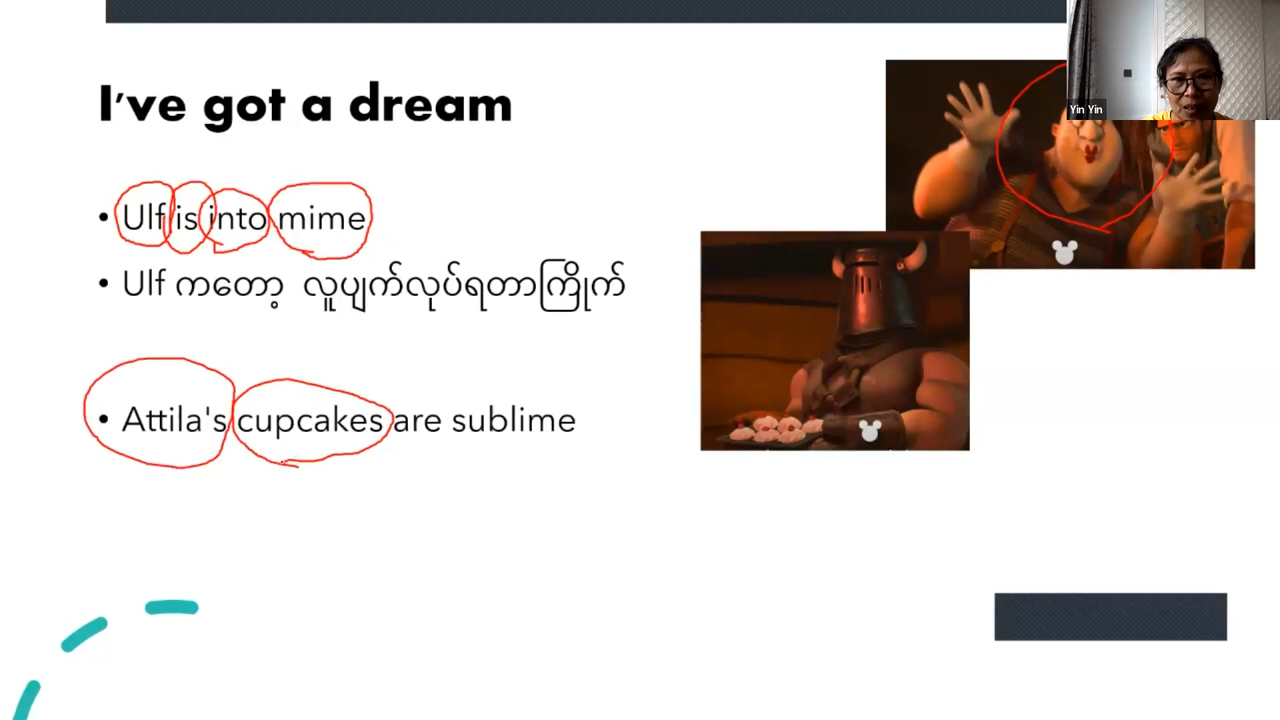 I've got a dream
Yin Yin
• Ulf is into mime
• Ulf ကတော့ လူပျက်လုပ်ရတာကြိုက်
• Attila's cupcakes are sublime